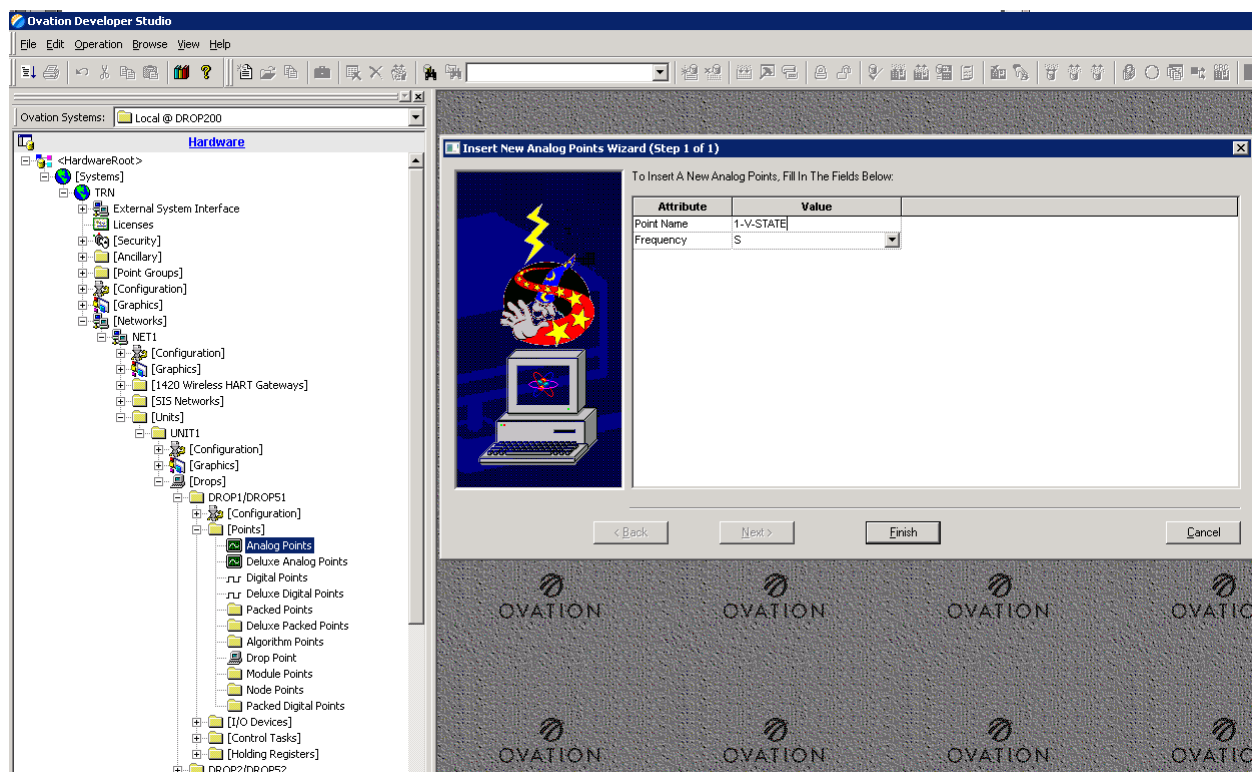 Ovation Developer Studio
File Edit Operation Browse View Help
Ovation Systems: Local @ DROP200
Hardware
<HardwareRoot>
[Systems]
TRN
External System Interface
Licenses
[Security]
[Ancillary]
[Point Groups]
[Configuration]
[Graphics]
[Networks]
NET1
[Configuration]
[Graphics]
[1420 Wireless HART Gateways]
[SIS Networks]
[Units]
UNIT1
[Configuration]
[Graphics]
[Drops]
DROP1/DROP51
[Configuration]
[Points]
Analog Points
Deluxe Analog Points
Digital Points
Deluxe Digital Points
Packed Points
Deluxe Packed Points
Algorithm Points
Drop Point
Module Points
Node Points
Packed Digital Points
[I/O Devices]
[Control Tasks]
[Holding Registers]
DROP2/DROP52
Insert New Analog Points Wizard (Step 1 of 1)
To Insert A New Analog Points, Fill In The Fields Below:
Attribute Value
Point Name 1-V-STATE
Frequency S
< Back Next > Finish Cancel
OVATION OVATION OVATION OVATIO
OVATION OVATION OVATION OVATIO